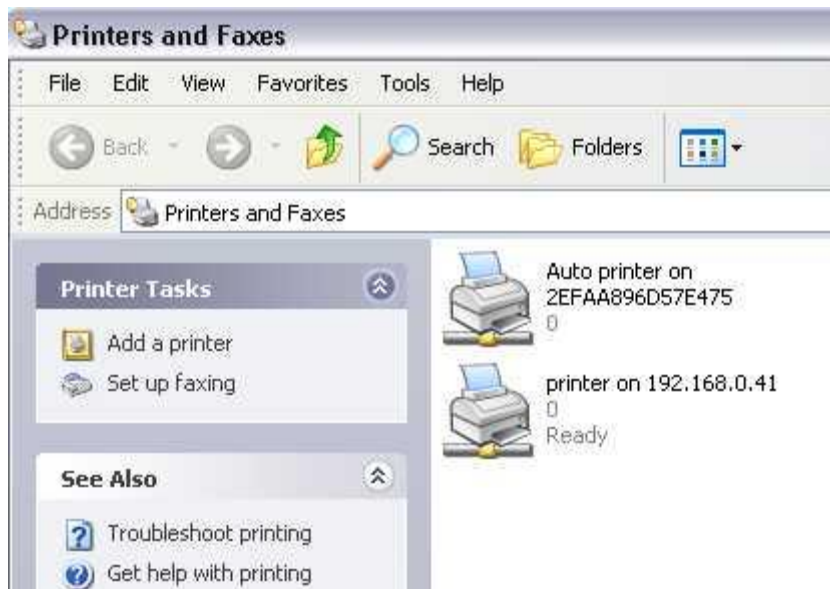 Printers and Faxes
File Edit View Favorites Tools Help
Back Search Folders
Address Printers and Faxes
Printer Tasks
Add a printer
Set up faxing
See Also
Troubleshoot printing
Get help with printing
Auto printer on
2EFAA896D57E475
0
printer on 192.168.0.41
0
Ready